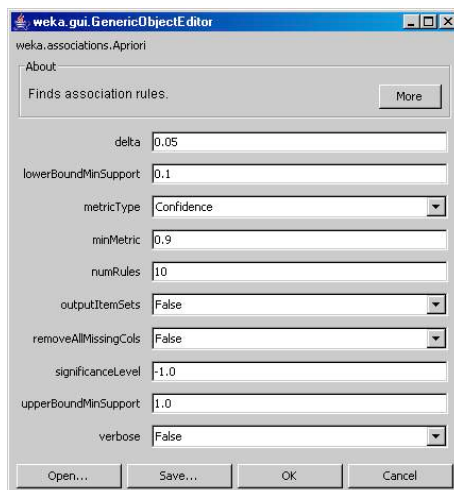 weka.gui.GenericObjectEditor
weka.associations.Apriori
About
Finds association rules.
More
delta 0.05
lowerBoundMinSupport 0.1
metricType Confidence
minMetric 0.9
numRules 10
outputItemSets False
removeAllMissingCols False
significanceLevel -1.0
upperBoundMinSupport 1.0
verbose False
Open... Save... OK Cancel